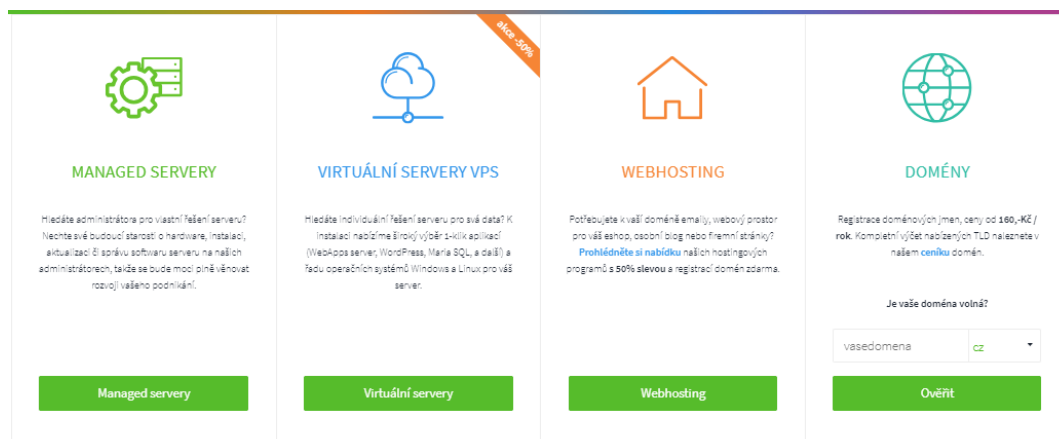 MANAGED SERVERY
Hledáte administrátora pro vlastní řešení serveru?
Nechte své budoucí starosti o hardware, instalaci,
aktualizaci či správu softwaru serveru na našich
administrátorech, takže se bude moci plně věnovat
rozvoji vašeho podnikání.
Managed servery
akce -50%
VIRTUÁLNÍ SERVERY VPS
Hledáte individuální řešení serveru pro svá data? K
instalaci nabízíme široký výběr 1-klik aplikací
(WebApps server, WordPress, Maria SQL, a další) a
řadu operačních systémů Windows a Linux pro váš
server.
Virtuální servery
WEBHOSTING
Potřebujete k vaší doméně emaily, webový prostor
pro váš eshop, osobní blog nebo firemní stránky?
Prohlédněte si nabídku našich hostingových
programů s 50% slevou a registrací domén zdarma.
Webhosting
DOMÉNY
Registrace doménových jmen, ceny od 160,-Kč /
rok. Kompletní výčet nabízených TLD naleznete v
našem ceníku domén.
Je vaše doména volná?
vasedomena cz
Ověřit